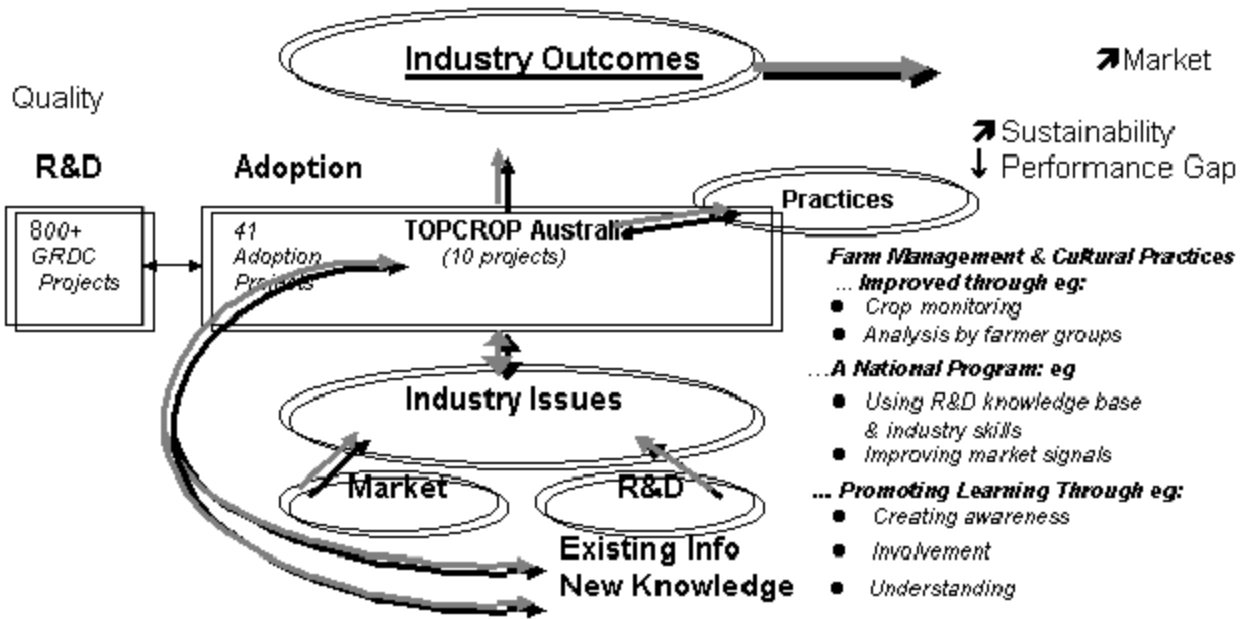 Industry Outcomes
Market
Quality
Sustainability
Performance Gap
R&D
Adoption
Practices
800+
GRDC
Projects
41
Adoption
Projects
TOPCROP Australia
(10 projects)
Farm Management & Cultural Practices
... Improved through eg:
● Crop monitoring
● Analysis by farmer groups
...A National Program: eg
● Using R&D knowledge base
& industry skills
● Improving market signals
... Promoting Learning Through eg:
● Creating awareness
● Involvement
● Understanding
Industry Issues
Market
R&D
Existing Info
New Knowledge